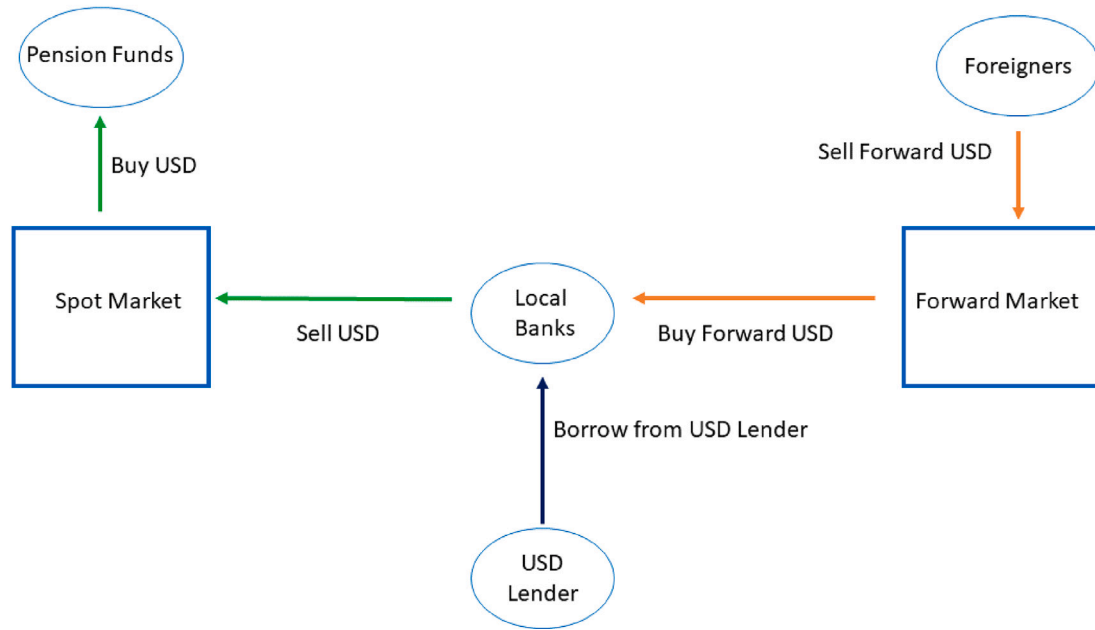 Pension Funds
Foreigners
Buy USD
Sell Forward USD
Spot Market
Local
Banks
Forward Market
Sell USD
Buy Forward USD
Borrow from USD Lender
USD
Lender